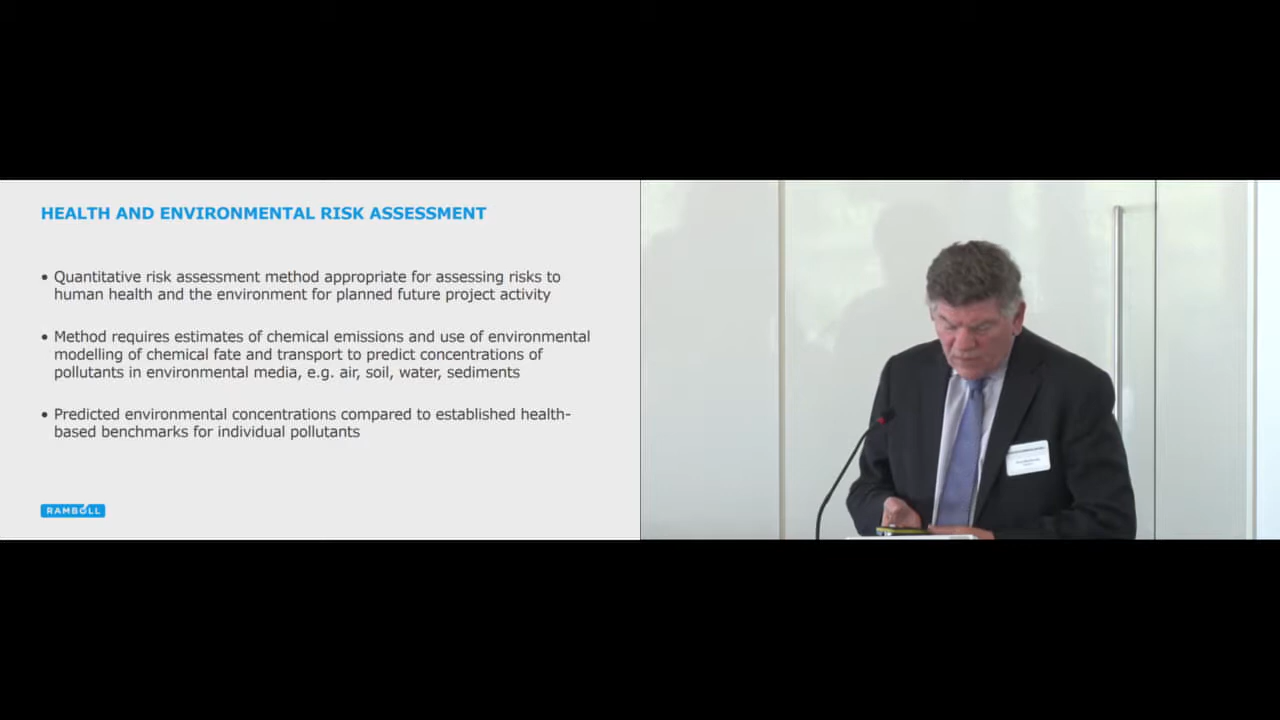 HEALTH AND ENVIRONMENTAL RISK ASSESSMENT
• Quantitative risk assessment method appropriate for assessing risks to
human health and the environment for planned future project activity
• Method requires estimates of chemical emissions and use of environmental
modelling of chemical fate and transport to predict concentrations of
pollutants in environmental media, e.g. air, soil, water, sediments
• Predicted environmental concentrations compared to established health-
based benchmarks for individual pollutants
RAMBOLL